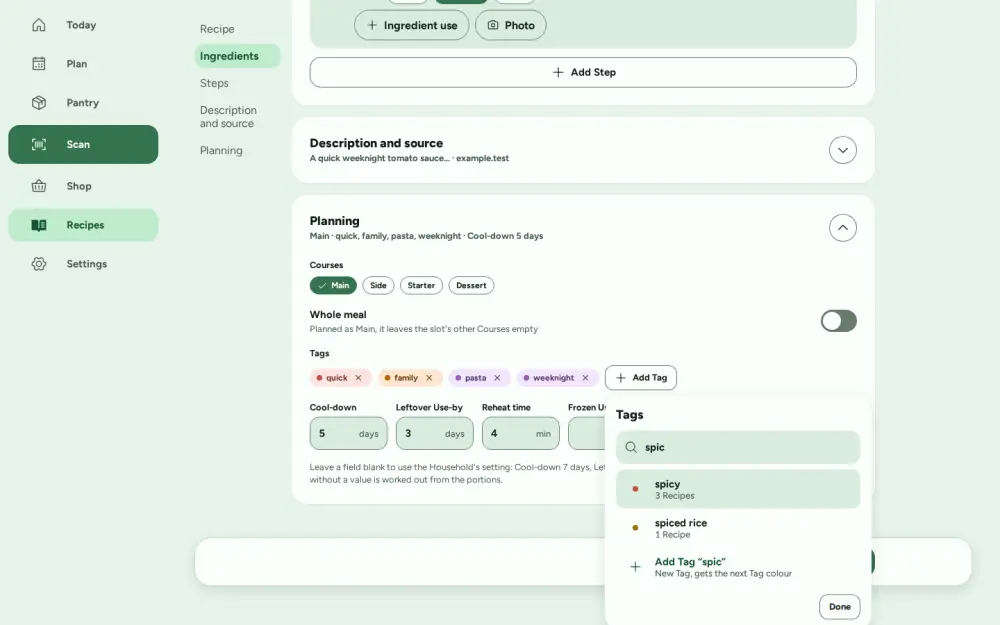 Today
Plan
Pantry
Scan
Shop
Recipes
Settings
Recipe
Ingredients
Steps
Description
and source
Planning
Ingredient use
Photo
Add Step
Description and source
A quick weeknight tomato sauce… · example.test
Planning
Main · quick, family, pasta, weeknight · Cool-down 5 days
Courses
Main Side Starter Dessert
Whole meal
Planned as Main, it leaves the slot's other Courses empty
Tags
quick family pasta weeknight Add Tag
Cool-down Leftover Use-by Reheat time Frozen
5 days 3 days 4 min
Leave a field blank to use the Household's setting: Cool-down 7 days,
without a value is worked out from the portions.
Tags
spic
spicy
3 Recipes
spiced rice
1 Recipe
Add Tag “spic”
New Tag, gets the next Tag colour
Done